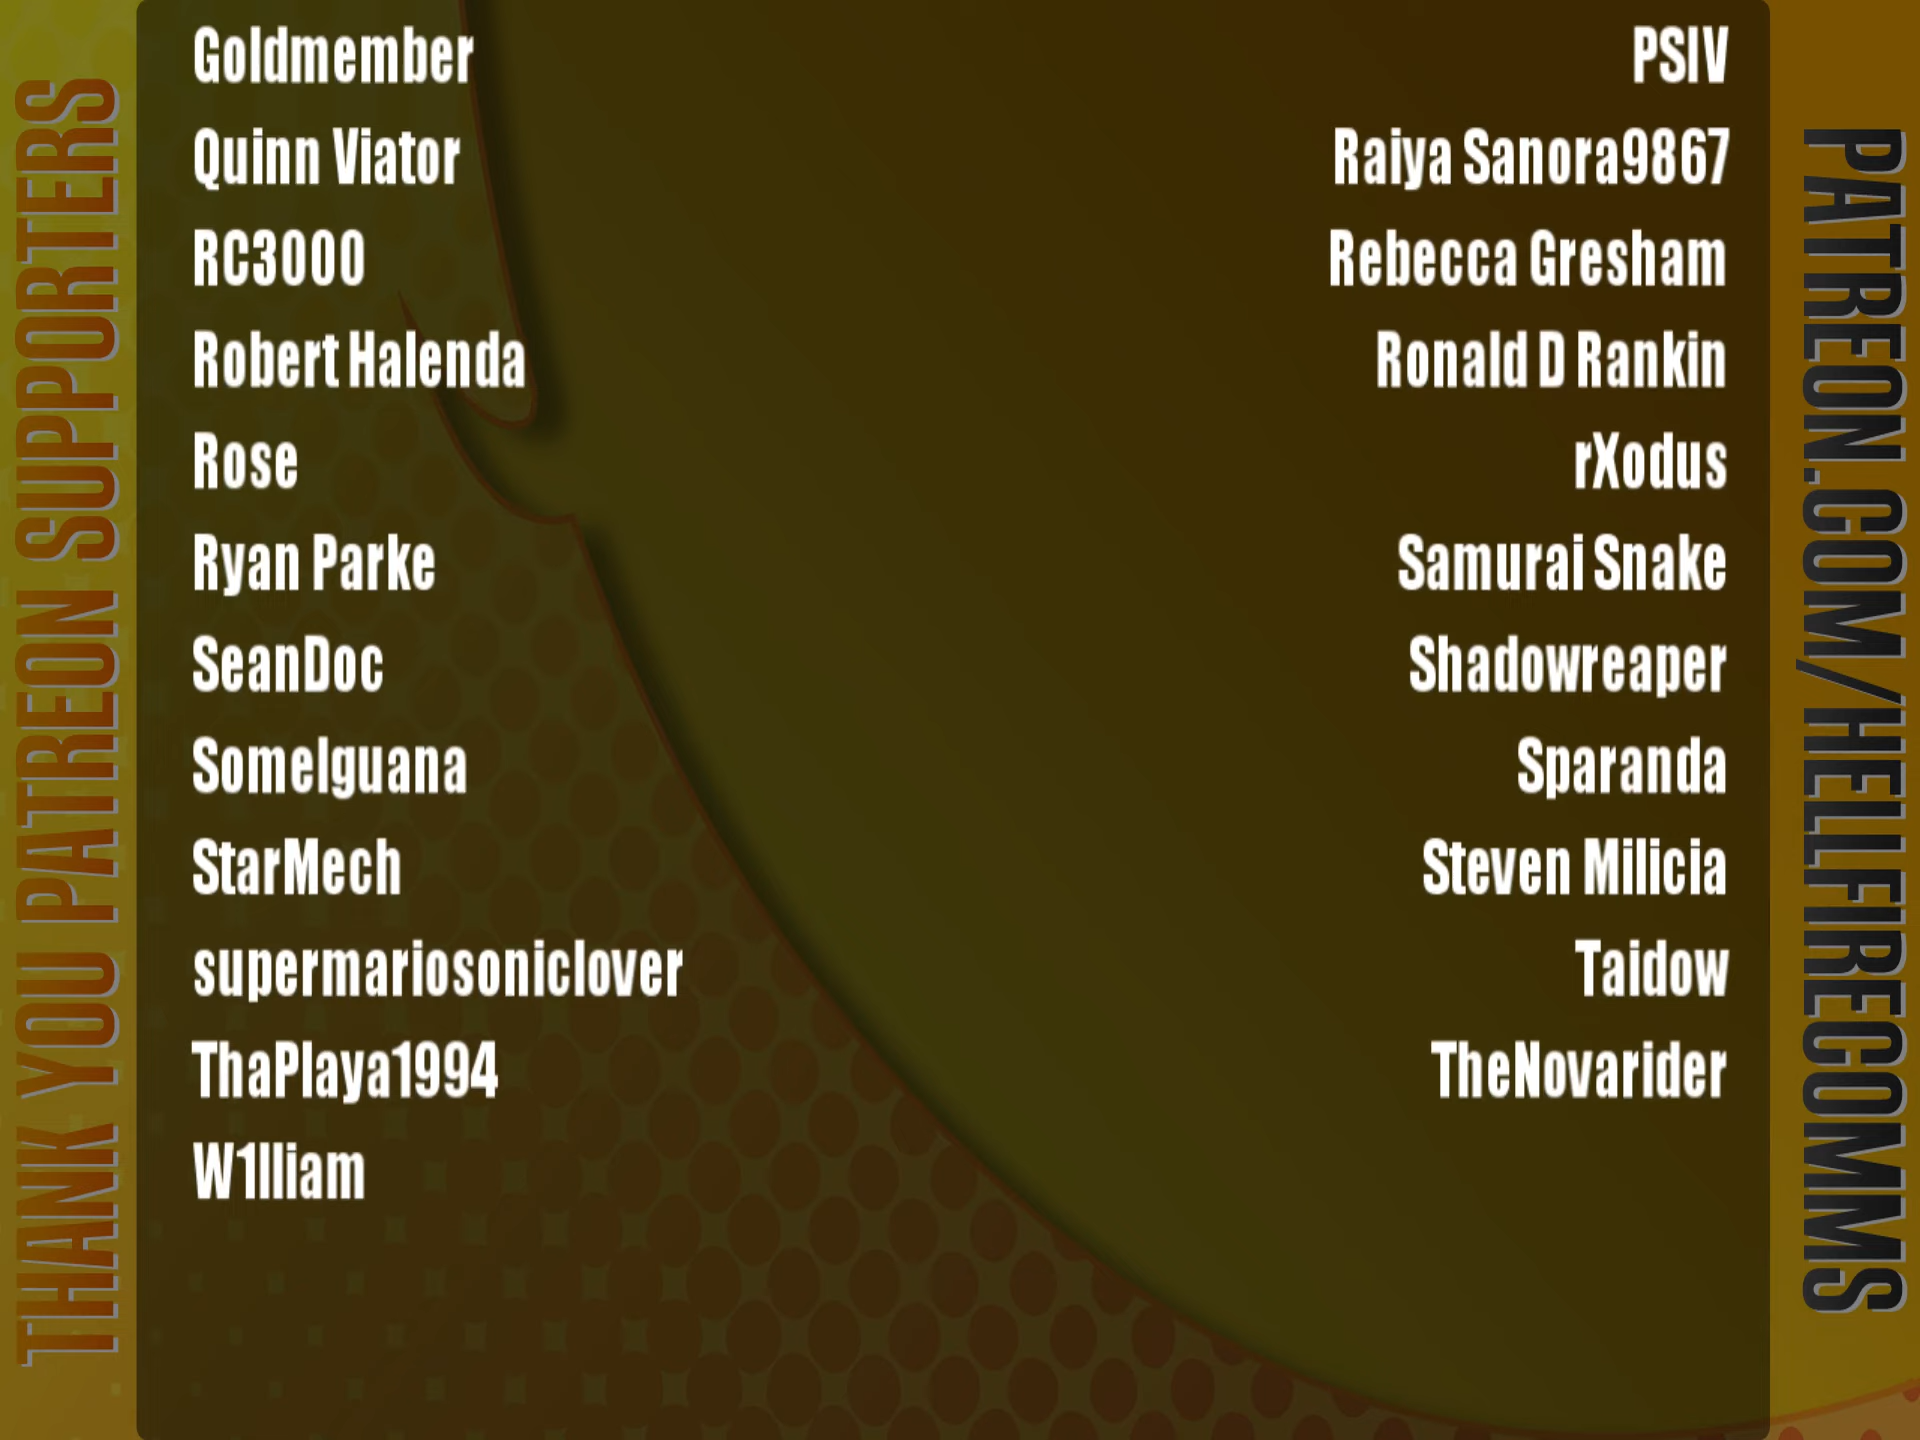 THANK YOU PATREON SUPPORTERS
Goldmember
PSIV
Quinn Viator
Raiya Sanora9867
RC3000
Rebecca Gresham
Robert Halenda
Ronald D Rankin
Rose
rXodus
Ryan Parke
Samurai Snake
SeanDoc
Shadowreaper
SomeIguana
Sparanda
StarMech
Steven Milicia
supermariosoniclover
Taidow
ThaPlaya1994
TheNovarider
W1lliam
PATREON.COM/HELLFIRECOMMS